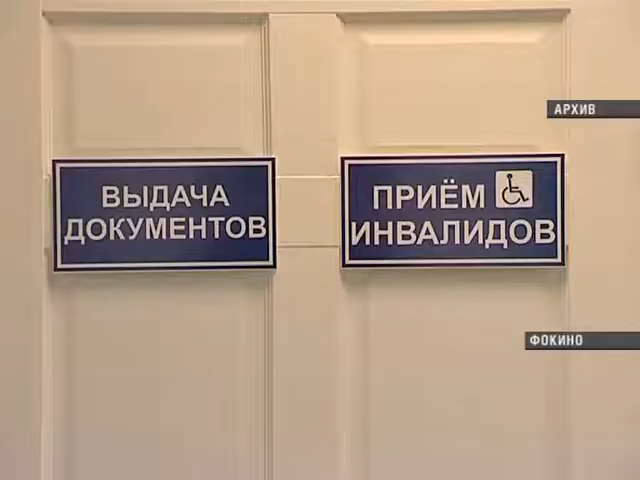 АРХИВ
ВЫДАЧА
ДОКУМЕНТОВ
ПРИЁМ
ИНВАЛИДОВ
ФОКИНО